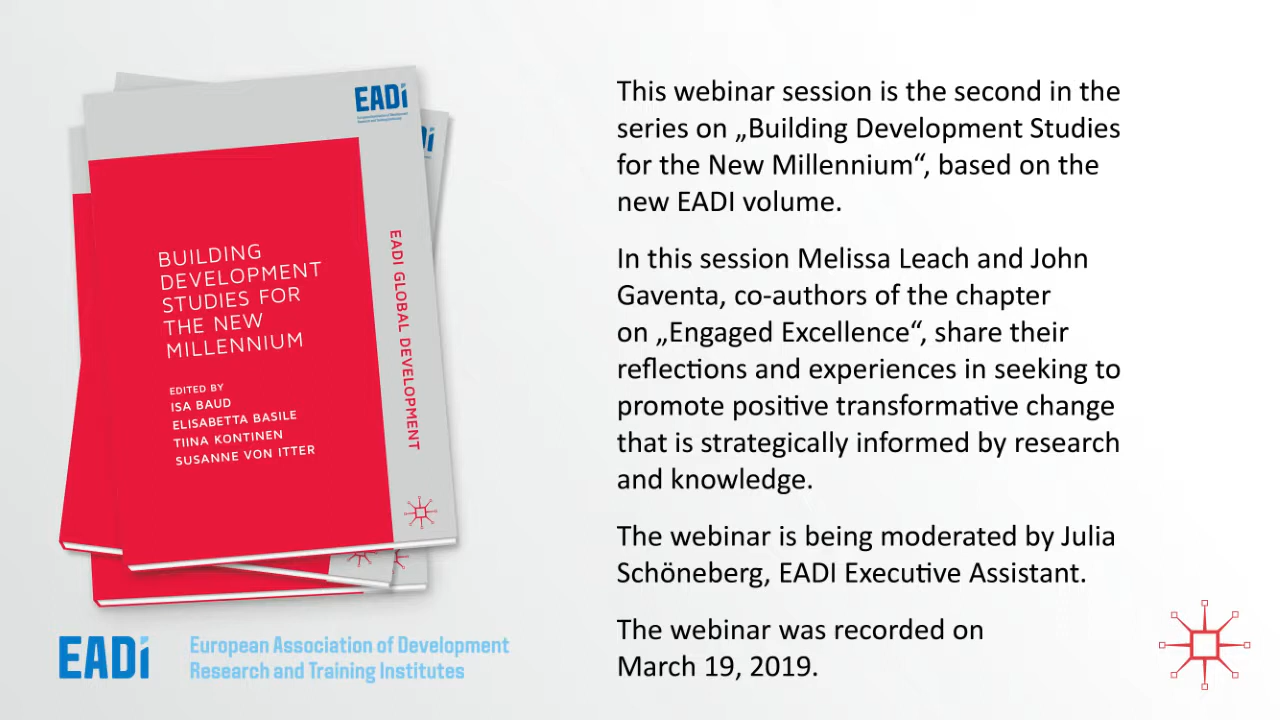 EADi
BUILDING
DEVELOPMENT
STUDIES FOR
THE NEW
MILLENNIUM
EDITED BY
ISA BAUD
ELISABETTA BASILE
TIINA KONTINEN
SUSANNE VON ITTER
EADI GLOBAL DEVELOPMENT
EADi
European Association of Development
Research and Training Institutes
This webinar session is the second in the
series on „Building Development Studies
for the New Millennium“, based on the
new EADI volume.
In this session Melissa Leach and John
Gaventa, co-authors of the chapter
on „Engaged Excellence“, share their
reflections and experiences in seeking to
promote positive transformative change
that is strategically informed by research
and knowledge.
The webinar is being moderated by Julia
Schöneberg, EADI Executive Assistant.
The webinar was recorded on
March 19, 2019.